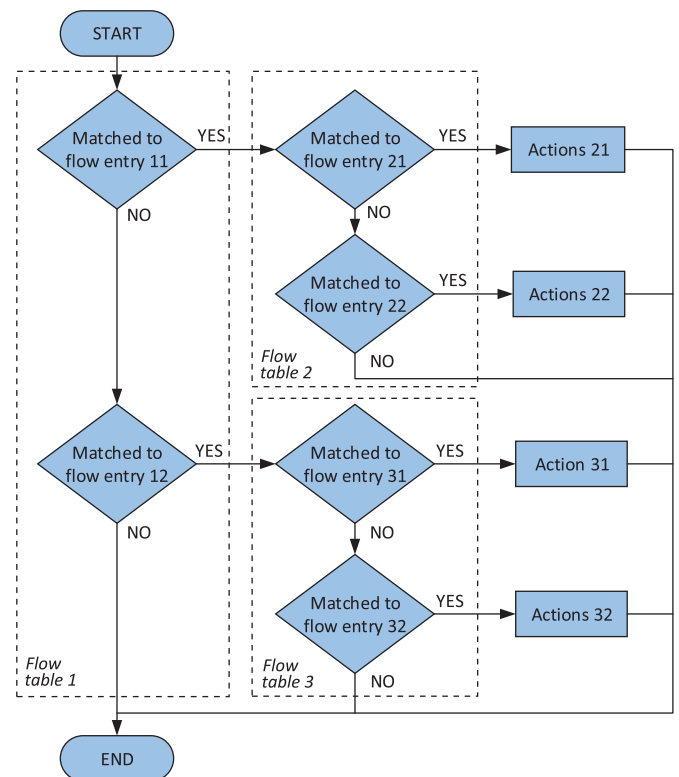 START
Matched to
flow entry 11
YES
Matched to
flow entry 21
YES
Actions 21
NO
NO
Matched to
flow entry 22
YES
Actions 22
NO
Flow
table 2
Matched to
flow entry 12
YES
Matched to
flow entry 31
YES
Action 31
NO
NO
Matched to
flow entry 32
YES
Actions 32
NO
Flow
table 1
Flow
table 3
END